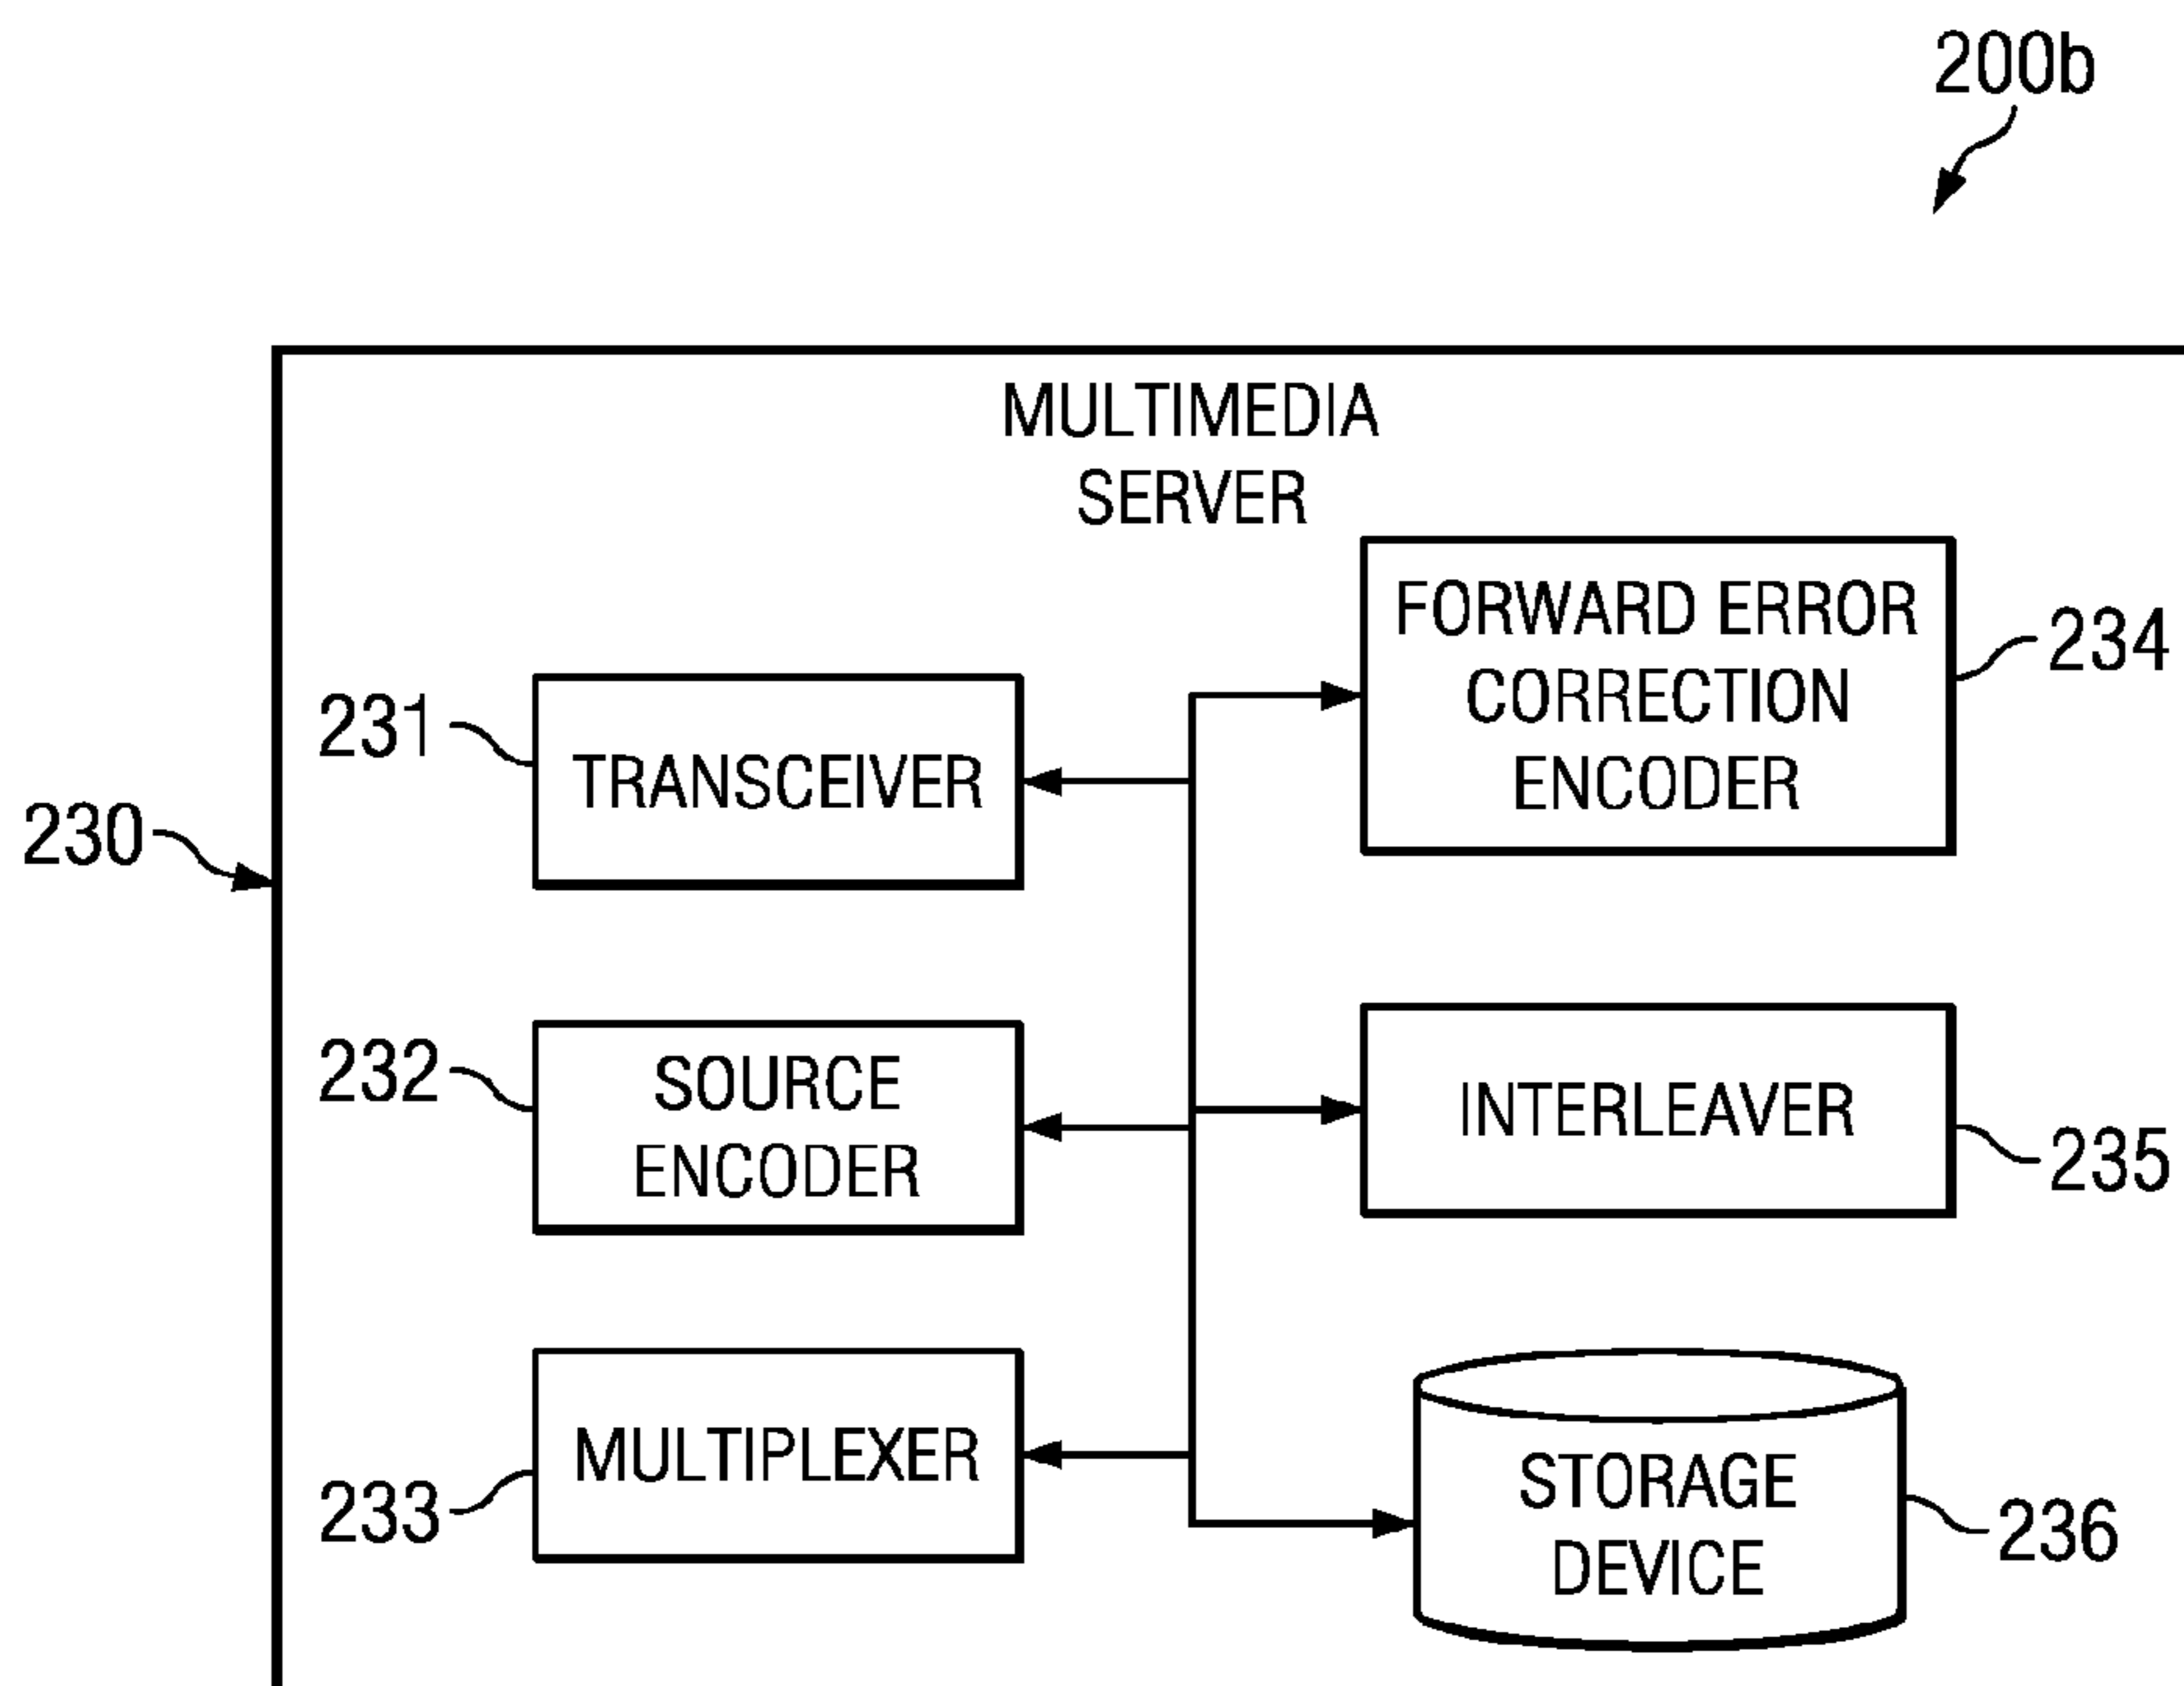 200b
MULTIMEDIA
SERVER
230
231
TRANSCEIVER
232
SOURCE
ENCODER
233
MULTIPLEXER
FORWARD ERROR
CORRECTION
ENCODER
234
INTERLEAVER
235
STORAGE
DEVICE
236